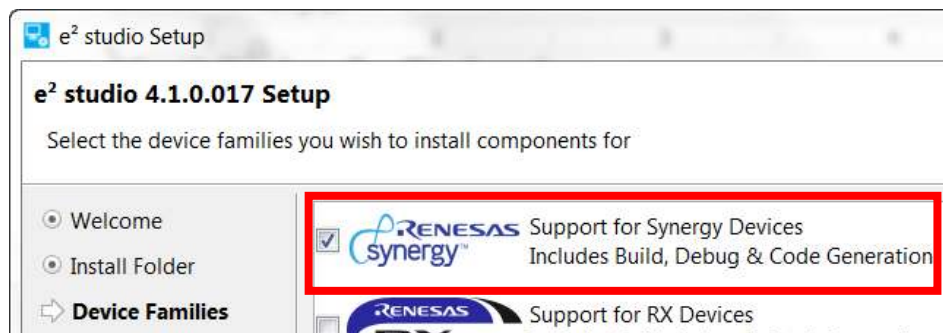 e² studio Setup
e² studio 4.1.0.017 Setup
Select the device families you wish to install components for
Welcome
Install Folder
Device Families
RENESAS
synergy™
Support for Synergy Devices
Includes Build, Debug & Code Generation
RENESAS
RX
Support for RX Devices